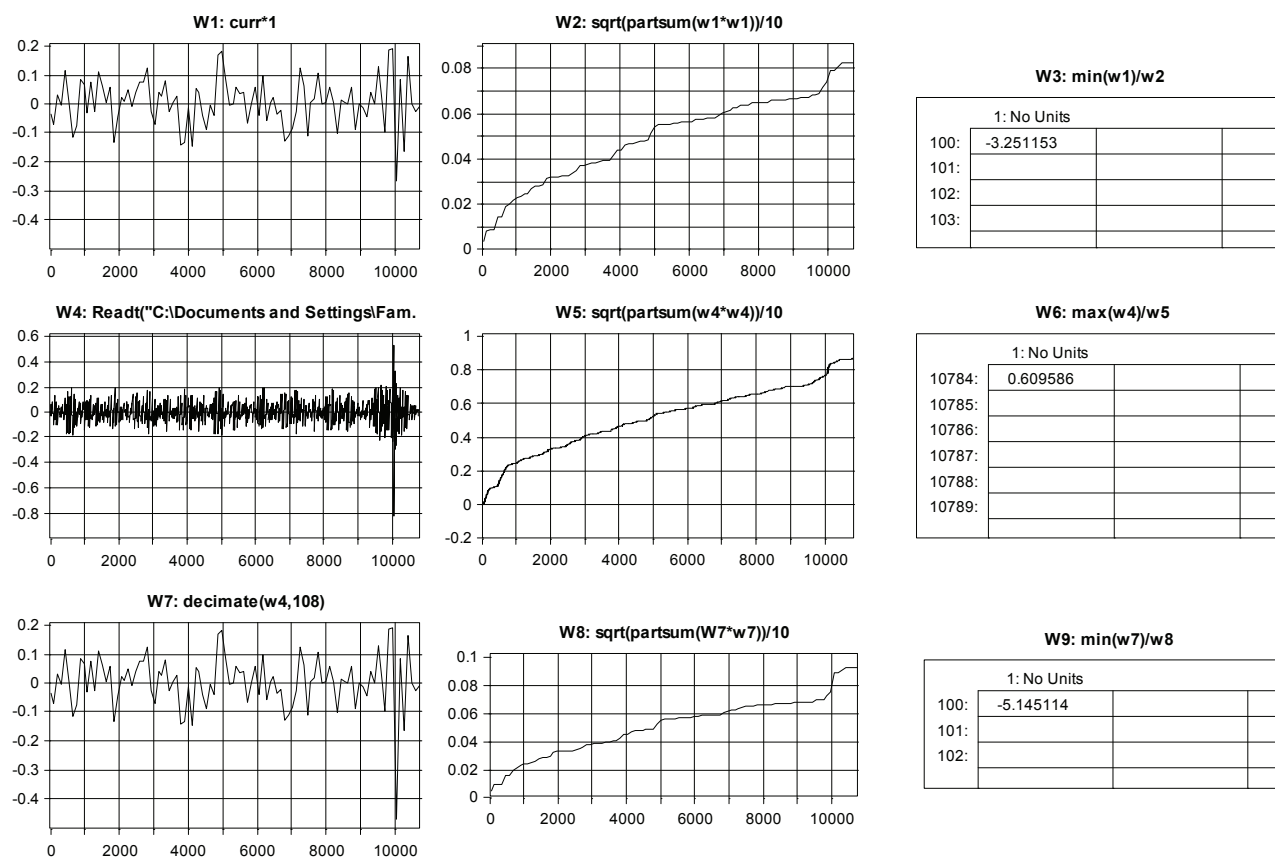 W1: curr*1
0.2
0.1
0
-0.1
-0.2
-0.3
-0.4
0 2000 4000 6000 8000 10000
W2: sqrt(partsum(w1*w1))/10
0.08
0.06
0.04
0.02
0
0 2000 4000 6000 8000 10000
W3: min(w1)/w2
1: No Units
100: -3.251153
101:
102:
103:
W4: Readt("C:\Documents and Settings\Fam.
0.6
0.4
0.2
0
-0.2
-0.4
-0.6
-0.8
0 2000 4000 6000 8000 10000
W5: sqrt(partsum(w4*w4))/10
1
0.8
0.6
0.4
0.2
0
-0.2
0 2000 4000 6000 8000 10000
W6: max(w4)/w5
1: No Units
10784: 0.609586
10785:
10786:
10787:
10788:
10789:
W7: decimate(w4,108)
0.2
0.1
0
-0.1
-0.2
-0.3
-0.4
0 2000 4000 6000 8000 10000
W8: sqrt(partsum(W7*w7))/10
0.1
0.08
0.06
0.04
0.02
0
0 2000 4000 6000 8000 10000
W9: min(w7)/w8
1: No Units
100: -5.145114
101:
102: